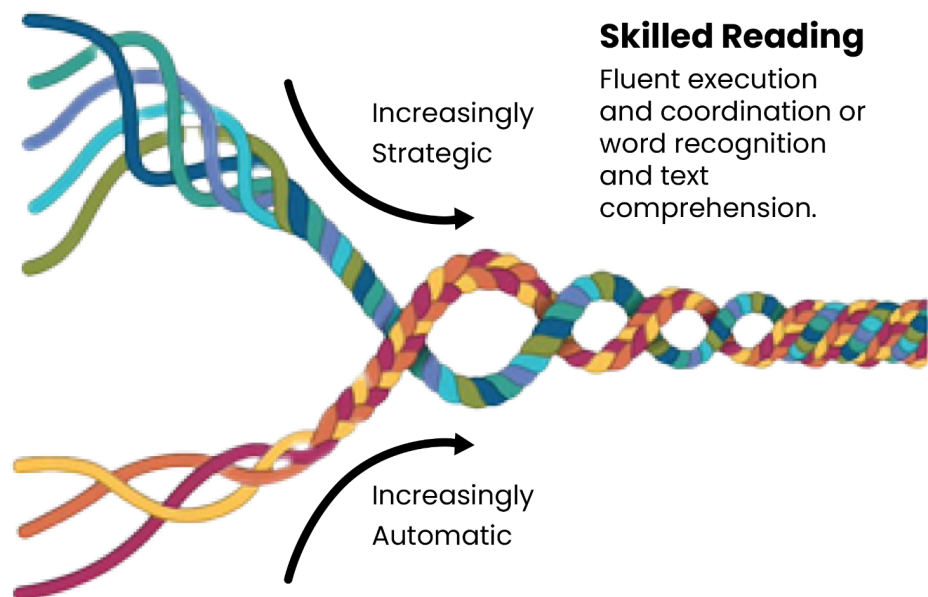 Skilled Reading
Fluent execution
and coordination or
word recognition
and text
comprehension.
Increasingly
Strategic
Increasingly
Automatic